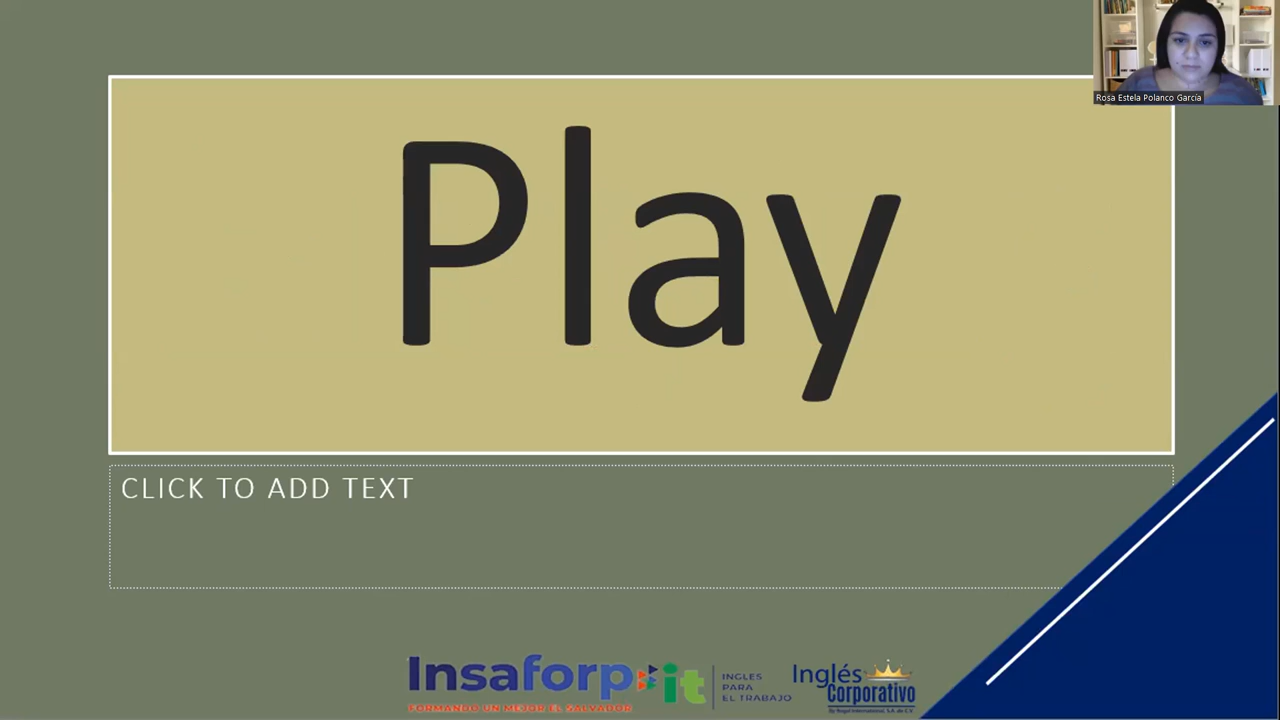 Rosa Estela Polanco García
Play
CLICK TO ADD TEXT
Insaforp it
FORMANDO UN MEJOR EL SALVADOR
INGLES
PARA
EL TRABAJO
Inglés
Corporativo